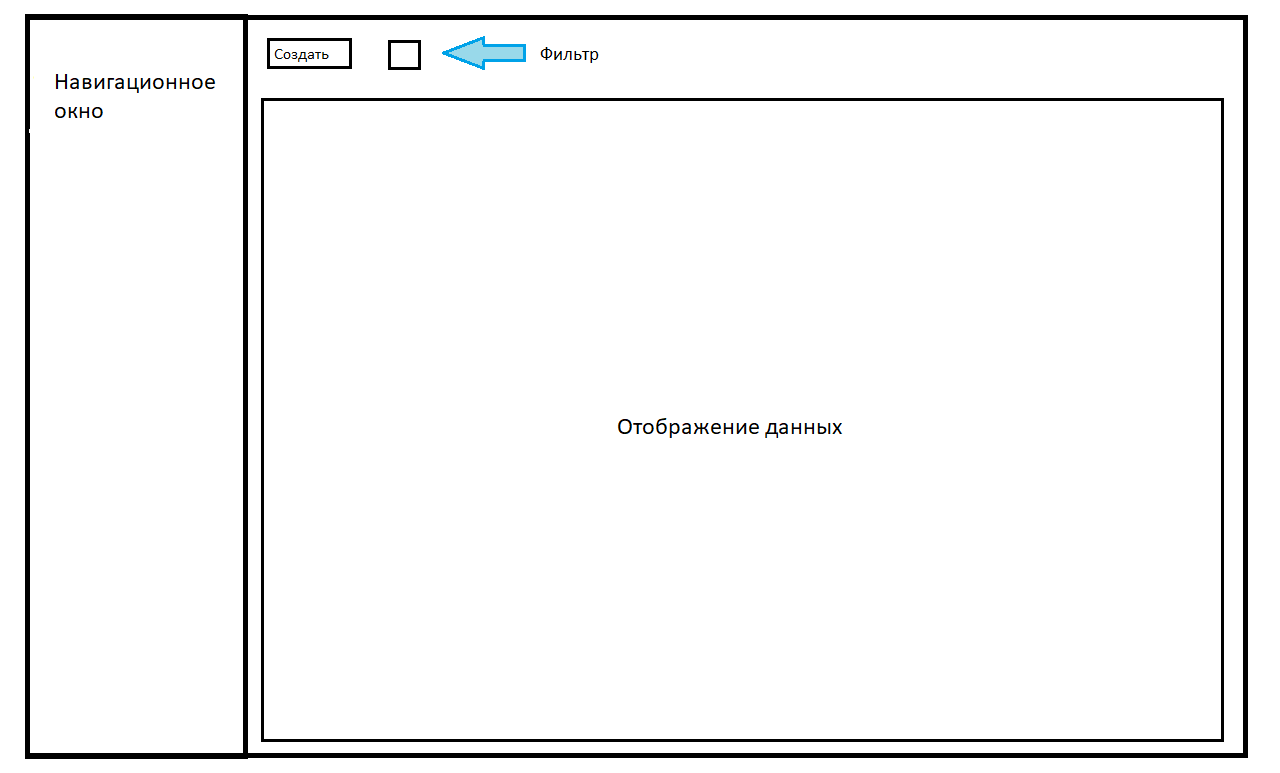 Создать
Фильтр
Навигационное
окно
Отображение данных